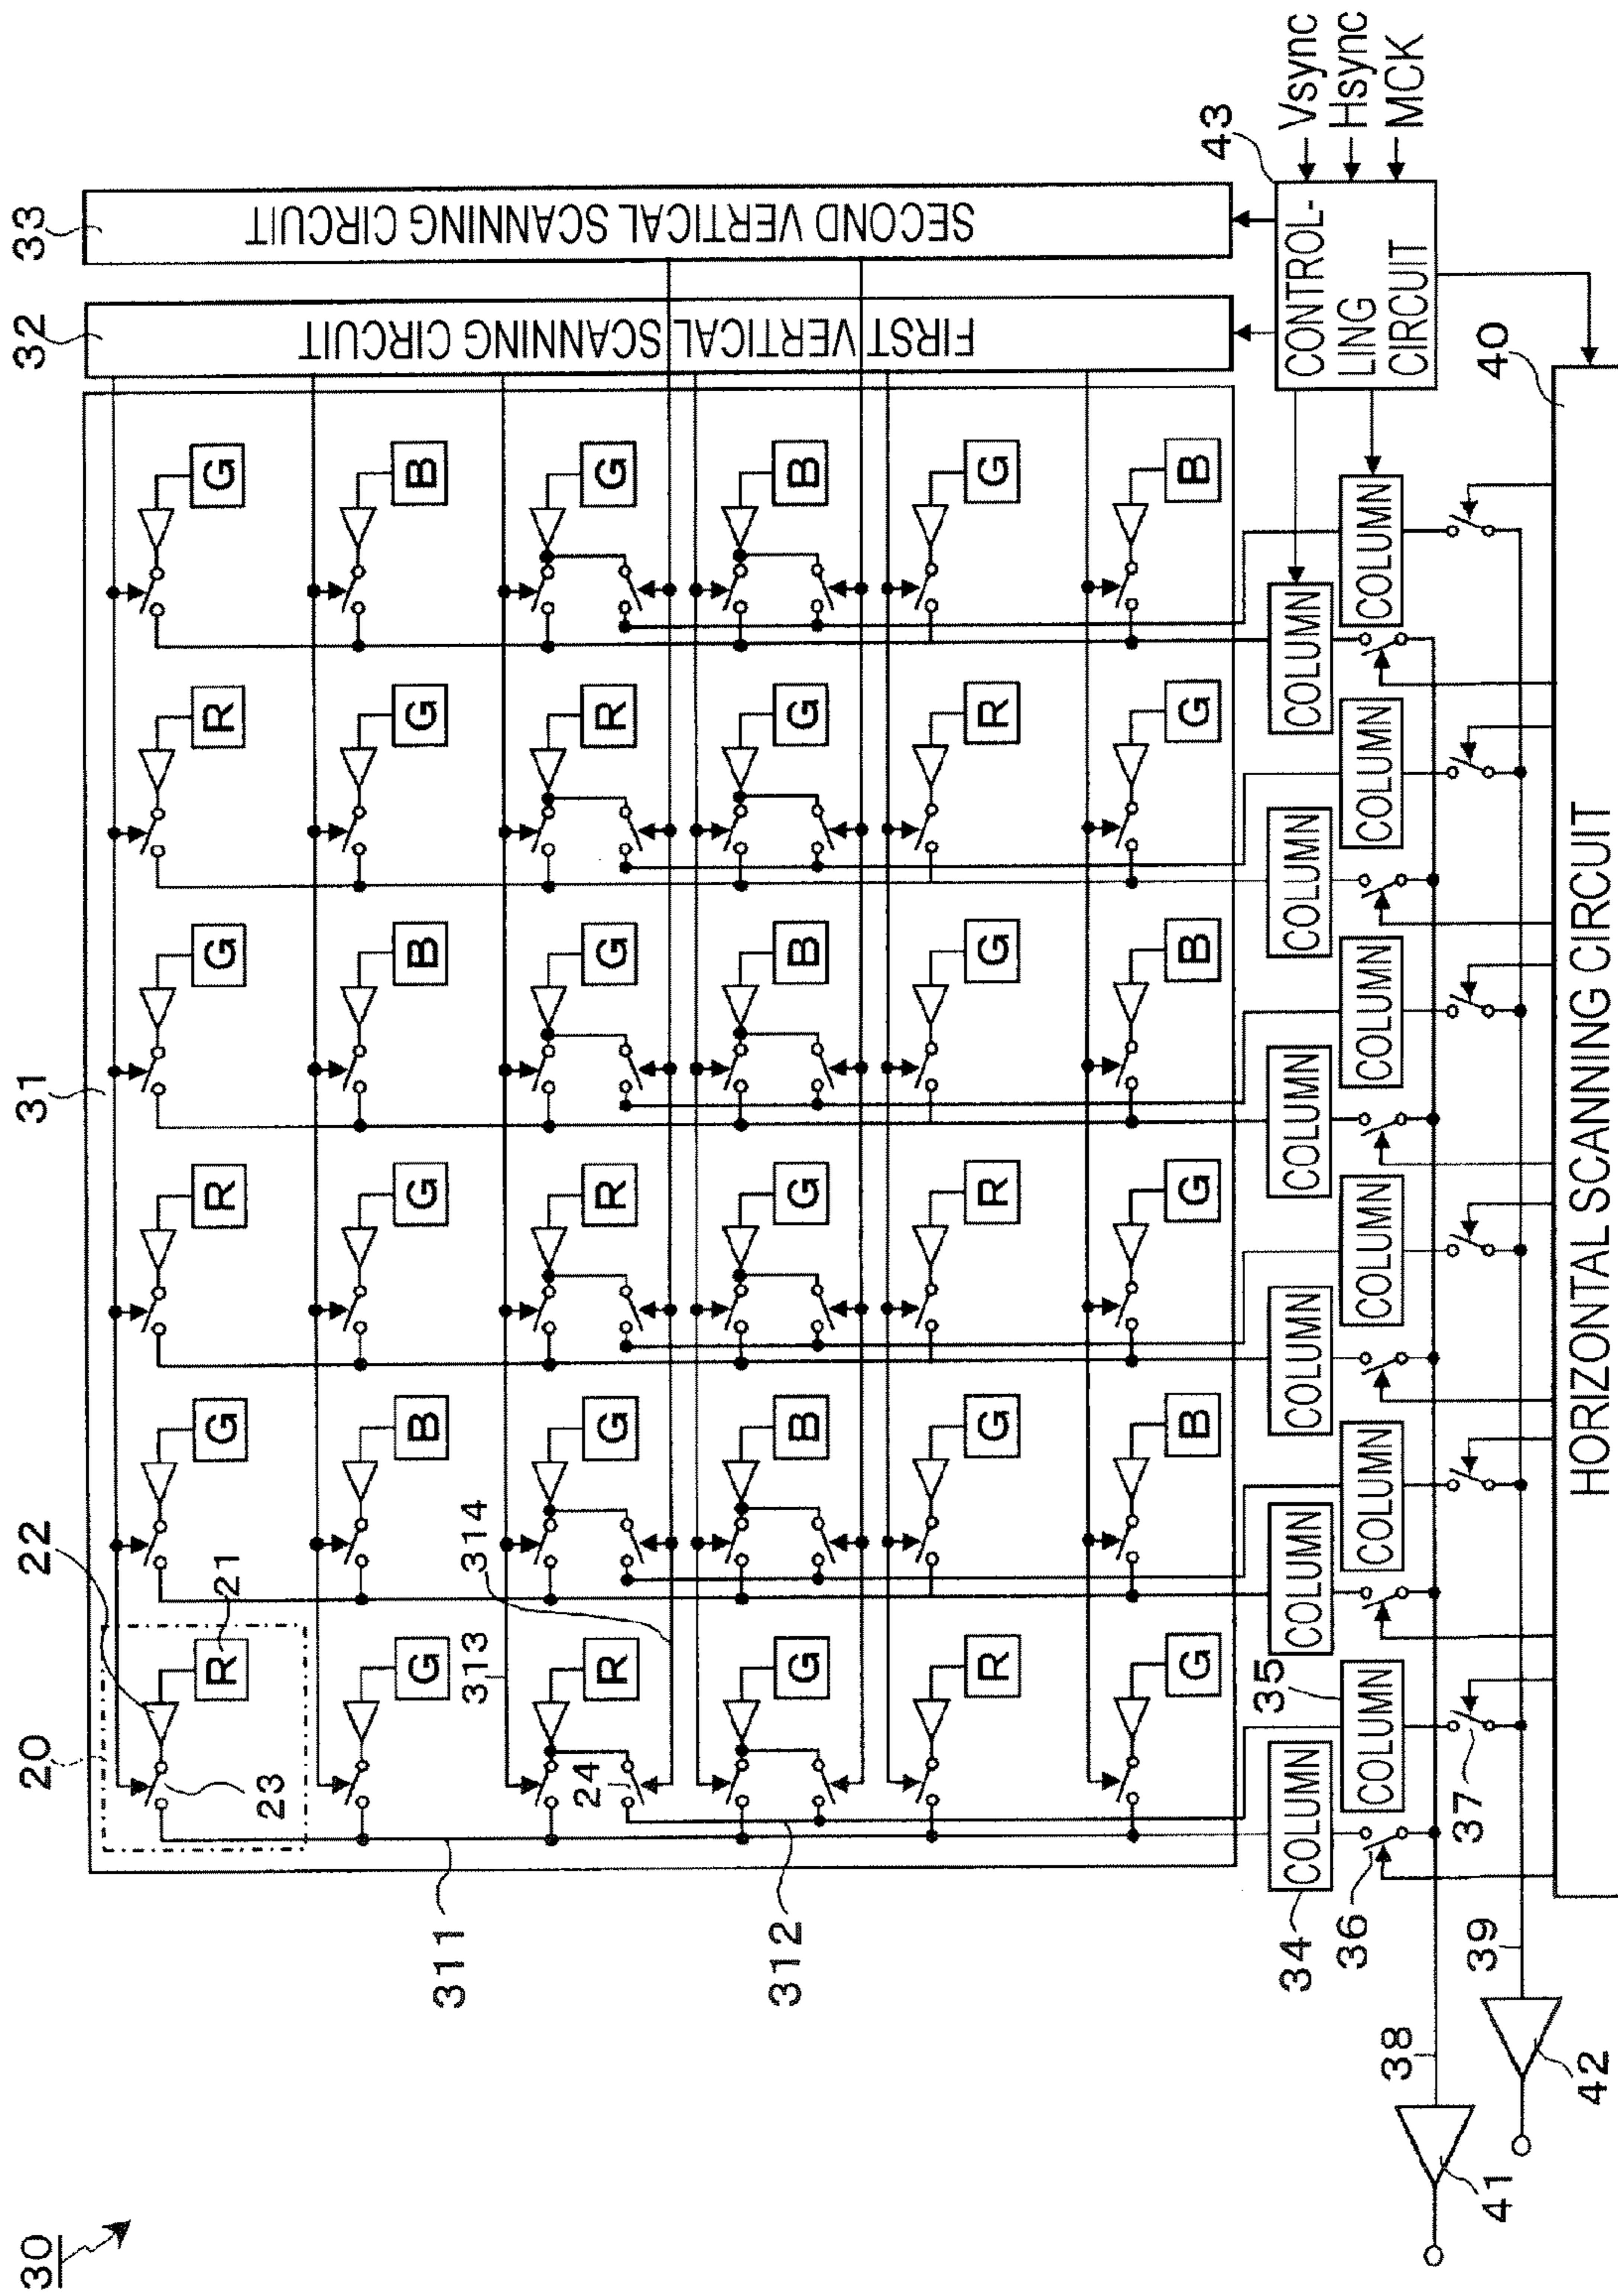 30
20
22
31
32
33
21
R G R G R G
23
G B G B G B
311
313
314
R G R G R G
24
G B G B G B
312
R G R G R G
G B G B G B
FIRST VERTICAL SCANNING CIRCUIT
SECOND VERTICAL SCANNING CIRCUIT
43
34
35
COLUMN COLUMN COLUMN COLUMN COLUMN COLUMN
COLUMN COLUMN COLUMN COLUMN COLUMN COLUMN
CONTROL-
LING
CIRCUIT
Vsync
Hsync
MCK
36
37
38
39
40
41
42
HORIZONTAL SCANNING CIRCUIT